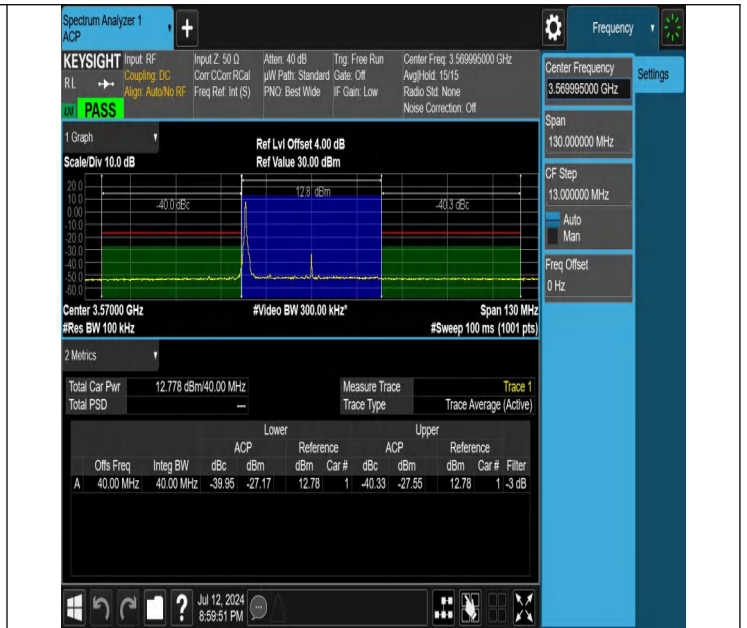 Spectrum Analyzer 1
ACP
+
Frequency
KEYSIGHT Input: RF Input Z: 50 Ω Atten: 40 dB Trig: Free Run Center Freq: 3.569995000 GHz
RL Coupling: DC Corr CCorr RCal µW Path: Standard Gate: Off Avg|Hold: 15/15
Align: Auto/No RF Freq Ref: Int (S) PNO: Best Wide IF Gain: Low Radio Std: None
Noise Correction: Off
PASS
Center Frequency
3.569995000 GHz
Settings
Span
130.000000 MHz
CF Step
13.000000 MHz
Auto
Man
Freq Offset
0 Hz
1 Graph
Ref Lvl Offset 4.00 dB
Scale/Div 10.0 dB Ref Value 30.00 dBm
20.0
10.0
0.00
-10.0
-20.0
-30.0
-40.0
-50.0
-60.0
-40.0 dBc 12.8 dBm -40.3 dBc
Center 3.57000 GHz #Video BW 300.00 kHz* Span 130 MHz
#Res BW 100 kHz #Sweep 100 ms (1001 pts)
2 Metrics
Total Car Pwr 12.778 dBm/40.00 MHz Measure Trace Trace 1
Total PSD --- Trace Type Trace Average (Active)
Lower Upper
ACP Reference ACP Reference
Offs Freq Integ BW dBc dBm dBm Car # dBc dBm dBm Car # Filter
A 40.00 MHz 40.00 MHz -39.95 -27.17 12.78 1 -40.33 -27.55 12.78 1 -3 dB
?
Jul 12, 2024
8:59:51 PM